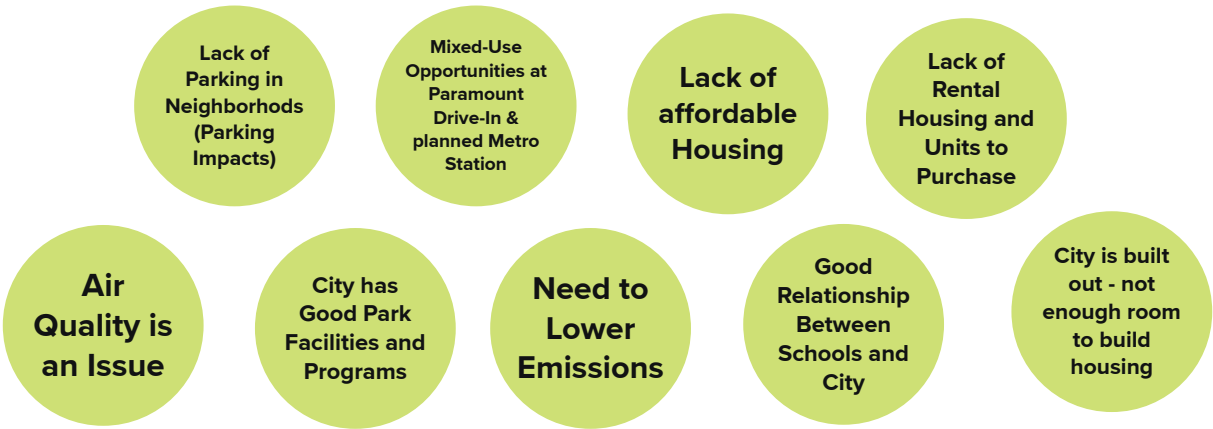 Lack of
Parking in
Neighborhods
(Parking
Impacts)
Mixed-Use
Opportunities at
Paramount
Drive-In &
planned Metro
Station
Lack of
affordable
Housing
Lack of
Rental
Housing and
Units to
Purchase
Air
Quality is
an Issue
City has
Good Park
Facilities and
Programs
Need to
Lower
Emissions
Good
Relationship
Between
Schools and
City
City is built
out - not
enough room
to build
housing